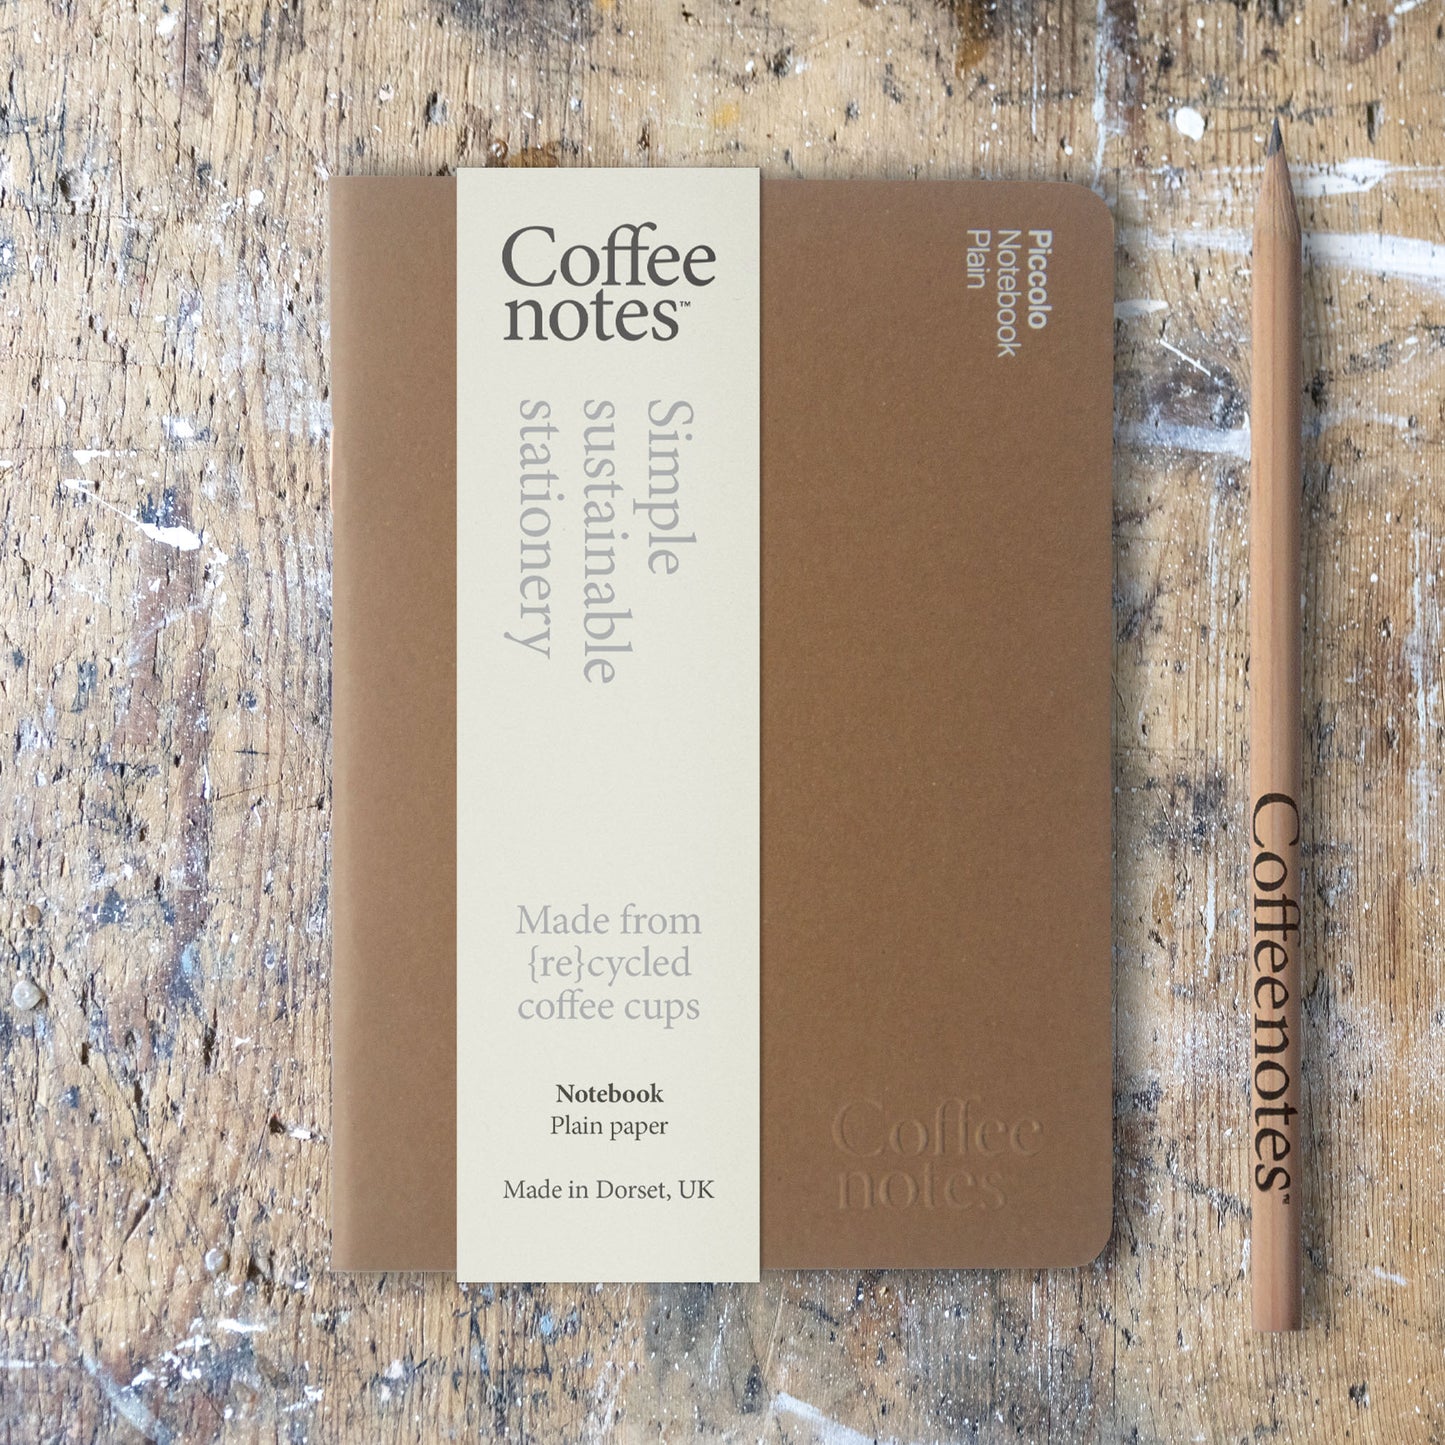 Coffee
notes™
Simple
sustainable
stationery
Made from
{re}cycled
coffee cups
Notebook
Plain paper
Made in Dorset, UK
Piccolo
Notebook
Plain
Coffee
notes
Coffeenotes™